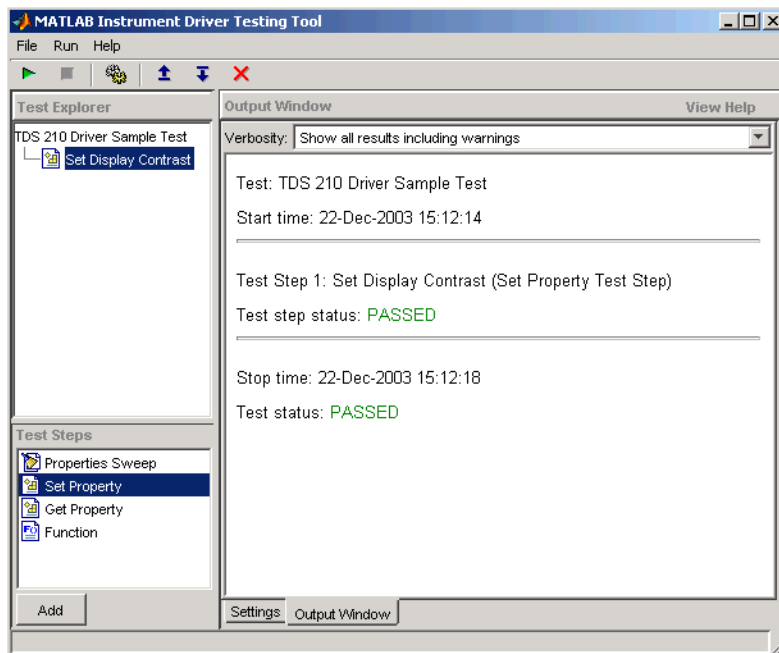 MATLAB Instrument Driver Testing Tool
File Run Help
Test Explorer
TDS 210 Driver Sample Test
Set Display Contrast
Test Steps
Properties Sweep
Set Property
Get Property
Function
Add
Output Window View Help
Verbosity: Show all results including warnings
Test: TDS 210 Driver Sample Test
Start time: 22-Dec-2003 15:12:14
Test Step 1: Set Display Contrast (Set Property Test Step)
Test step status: PASSED
Stop time: 22-Dec-2003 15:12:18
Test status: PASSED
Settings Output Window